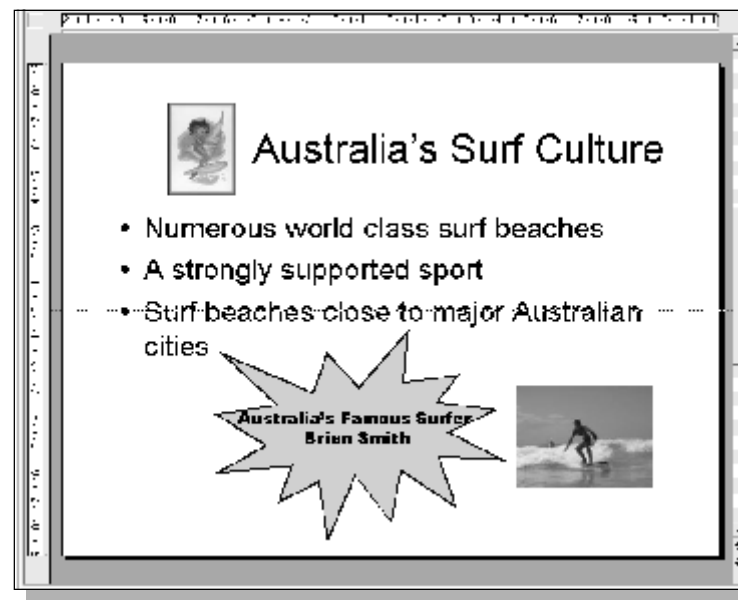 Australia's Surf Culture
• Numerous world class surf beaches
• A strongly supported sport
• Surf beaches close to major Australian
cities
Australia's Famous Surfer
Brien Smith